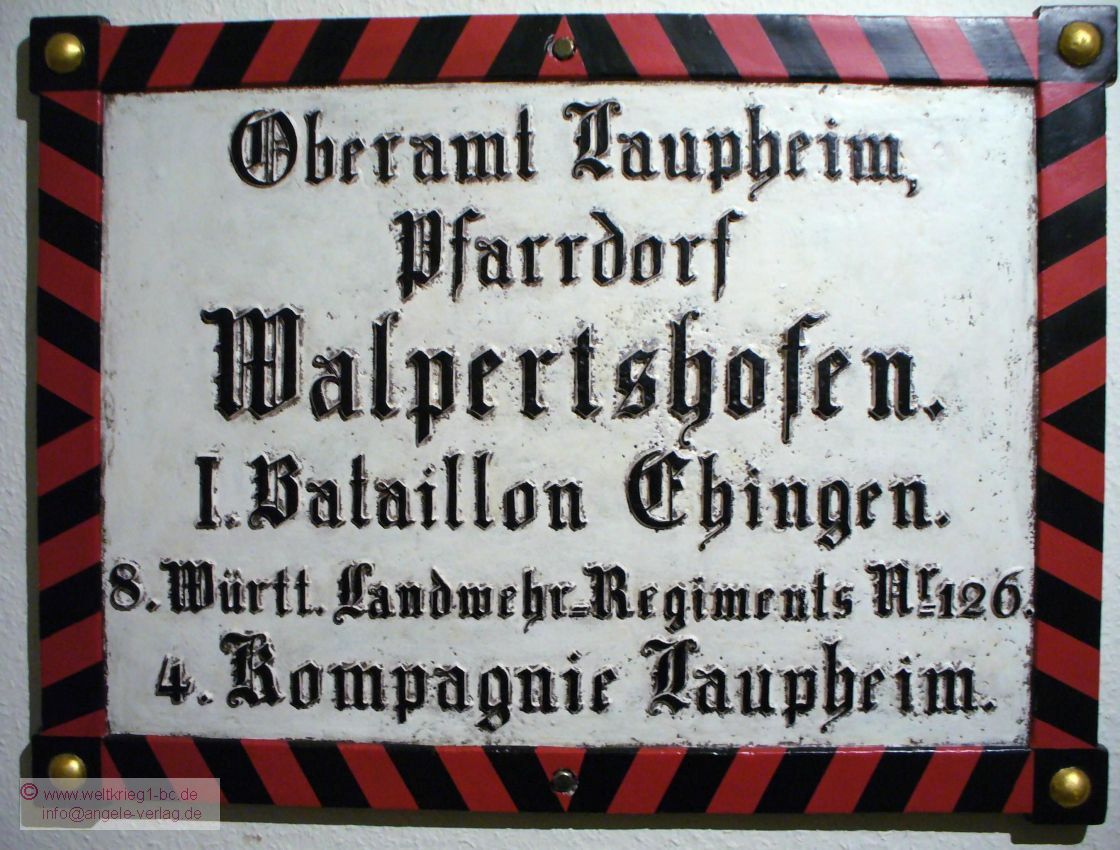 Oberamt Laupheim,
Pfarrdorf
Walpertshofen.
I. Bataillon Ehingen.
8. Württ. Landwehr-Regiments Nr. 126.
4. Kompagnie Laupheim.
© www.weltkrieg1-bc.de
info@angele-verlag.de